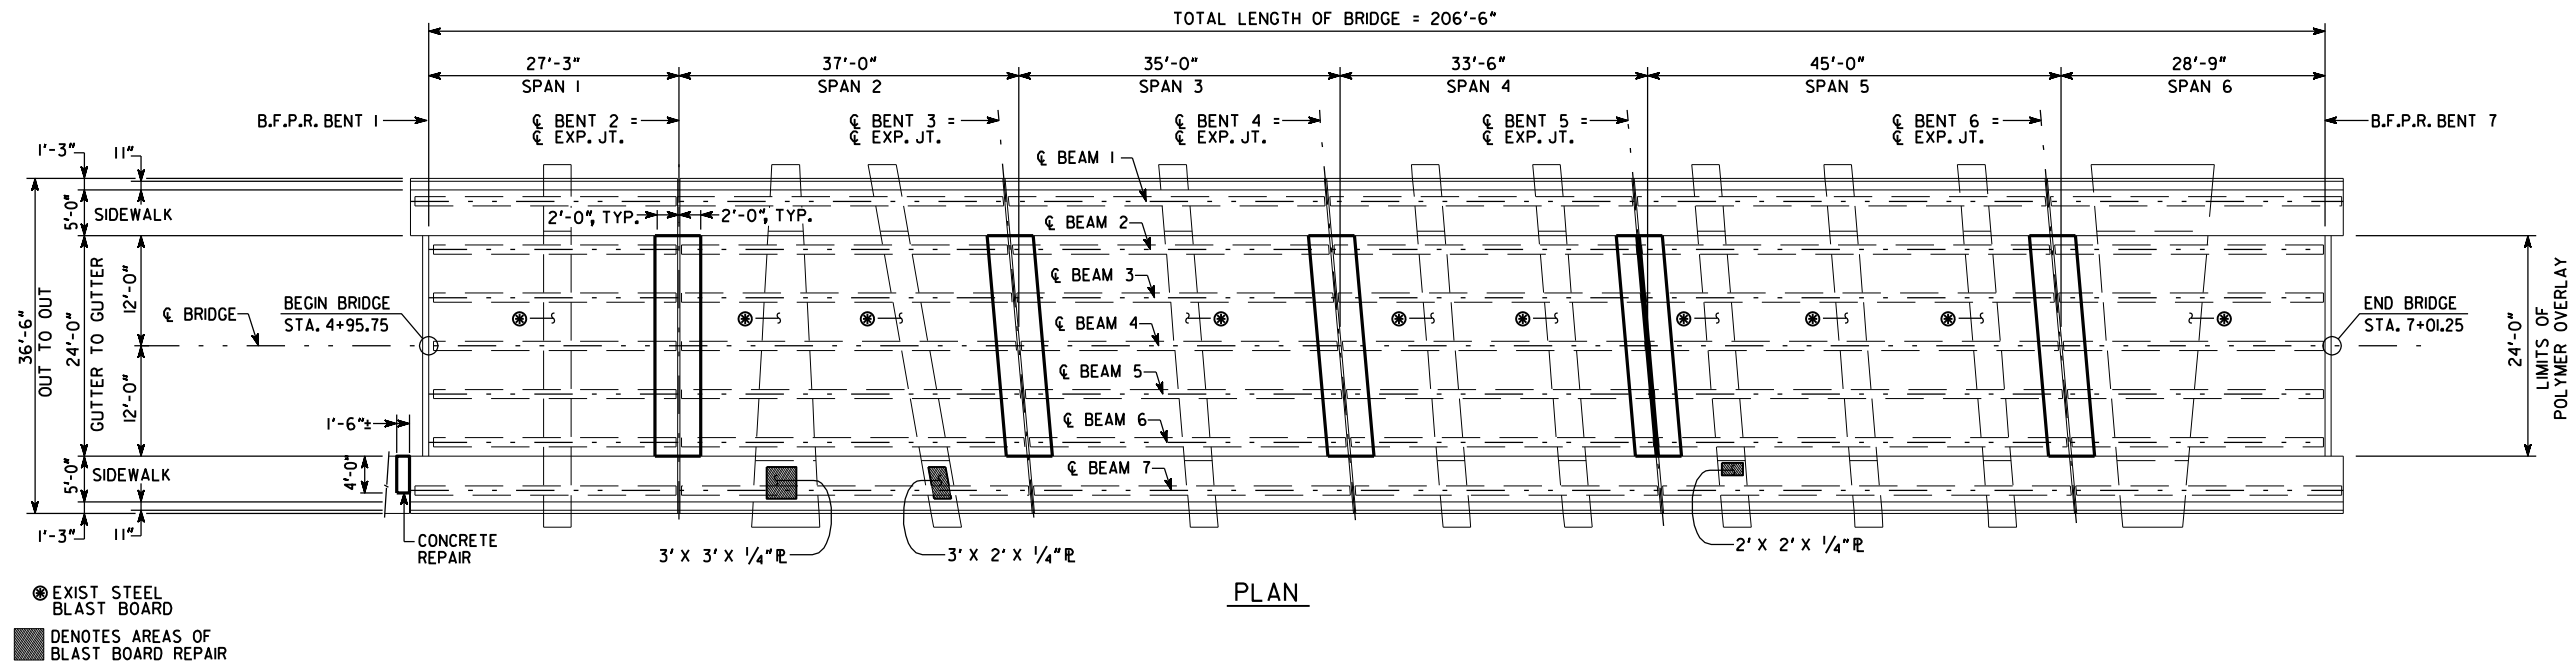 TOTAL LENGTH OF BRIDGE = 206'-6"
27'-3"
SPAN 1
37'-0"
SPAN 2
35'-0"
SPAN 3
33'-6"
SPAN 4
45'-0"
SPAN 5
28'-9"
SPAN 6
B.F.P.R. BENT 1
℄ BENT 2 =
℄ EXP. JT.
℄ BENT 3 =
℄ EXP. JT.
℄ BENT 4 =
℄ EXP. JT.
℄ BENT 5 =
℄ EXP. JT.
℄ BENT 6 =
℄ EXP. JT.
B.F.P.R. BENT 7
1'-3"
11"
5'-0"
SIDEWALK
36'-6"
OUT TO OUT
24'-0"
GUTTER TO GUTTER
12'-0"
12'-0"
℄ BRIDGE
BEGIN BRIDGE
STA. 4+95.75
2'-0", TYP.
2'-0", TYP.
℄ BEAM 1
℄ BEAM 2
℄ BEAM 3
℄ BEAM 4
℄ BEAM 5
℄ BEAM 6
℄ BEAM 7
END BRIDGE
STA. 7+01.25
24'-0"
LIMITS OF
POLYMER OVERLAY
1'-6"±
4'-0"
5'-0"
SIDEWALK
1'-3"
11"
CONCRETE
REPAIR
3' X 3' X 1/4" ℙL
3' X 2' X 1/4" ℙL
2' X 2' X 1/4" ℙL
EXIST STEEL
BLAST BOARD
DENOTES AREAS OF
BLAST BOARD REPAIR
PLAN